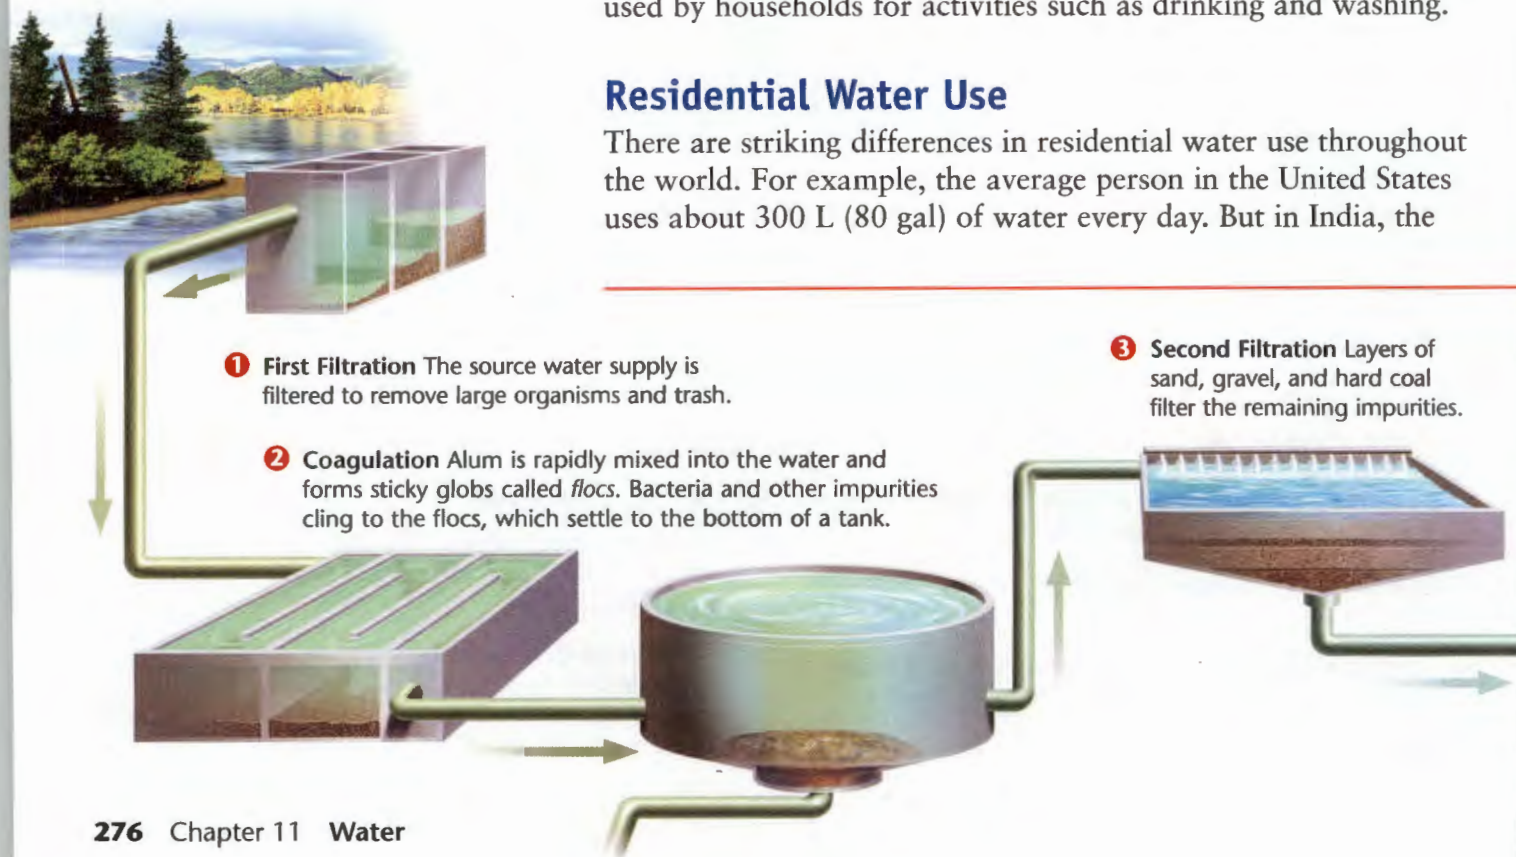 used by households for activities such as drinking and washing.
Residential Water Use
There are striking differences in residential water use throughout
the world. For example, the average person in the United States
uses about 300 L (80 gal) of water every day. But in India, the
1 First Filtration The source water supply is
filtered to remove large organisms and trash.
2 Coagulation Alum is rapidly mixed into the water and
forms sticky globs called flocs. Bacteria and other impurities
cling to the flocs, which settle to the bottom of a tank.
3 Second Filtration Layers of
sand, gravel, and hard coal
filter the remaining impurities.
276 Chapter 11 Water